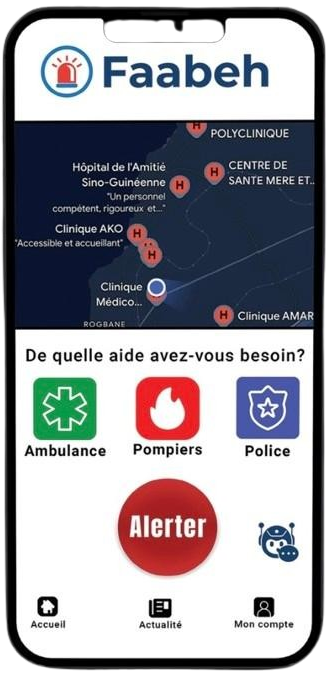 Faabeh
POLYCLINIQUE
Hôpital de l'Amitié
Sino-Guinéenne
"Un personnel
compétent, rigoureux et..."
CENTRE DE
SANTE MERE ET...
Clinique AKO
"Accessible et accueillant"
Clinique
Médico...
Clinique AMAR
ROGBANE
De quelle aide avez-vous besoin?
Ambulance
Pompiers
Police
Alerter
Accueil
Actualité
Mon compte